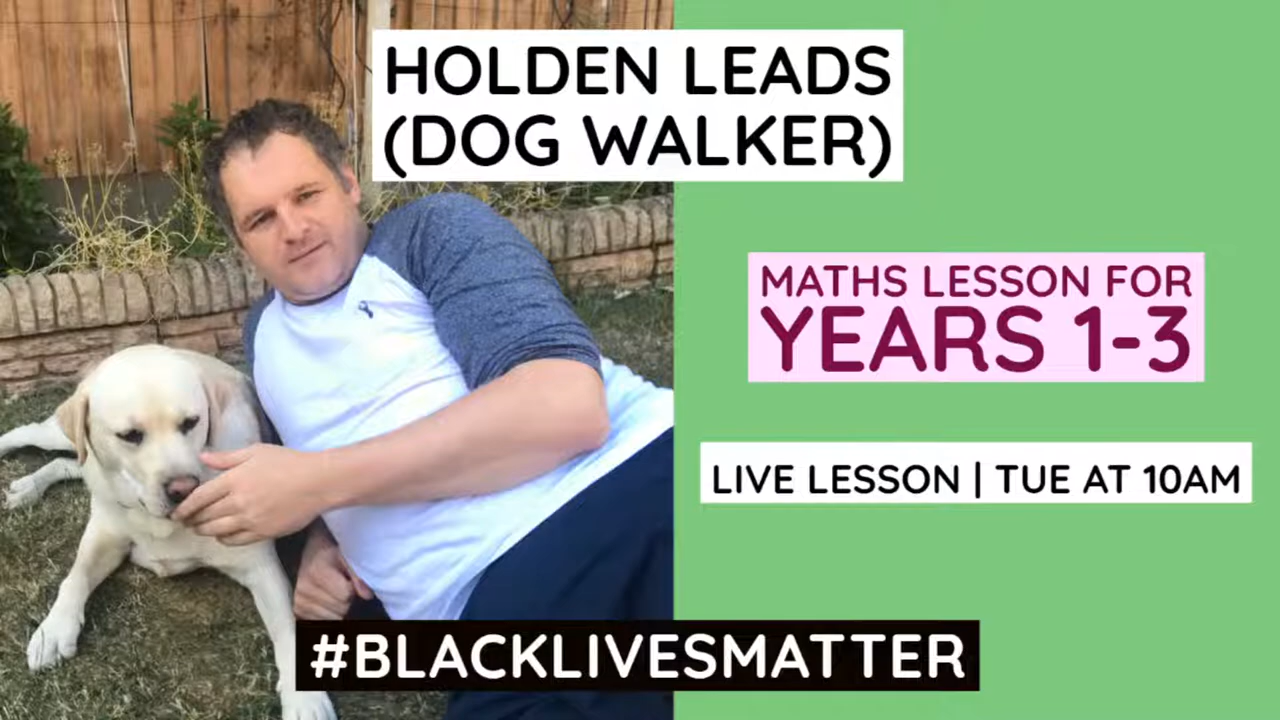 HOLDEN LEADS
(DOG WALKER)
MATHS LESSON FOR
YEARS 1-3
LIVE LESSON | TUE AT 10AM
#BLACKLIVESMATTER